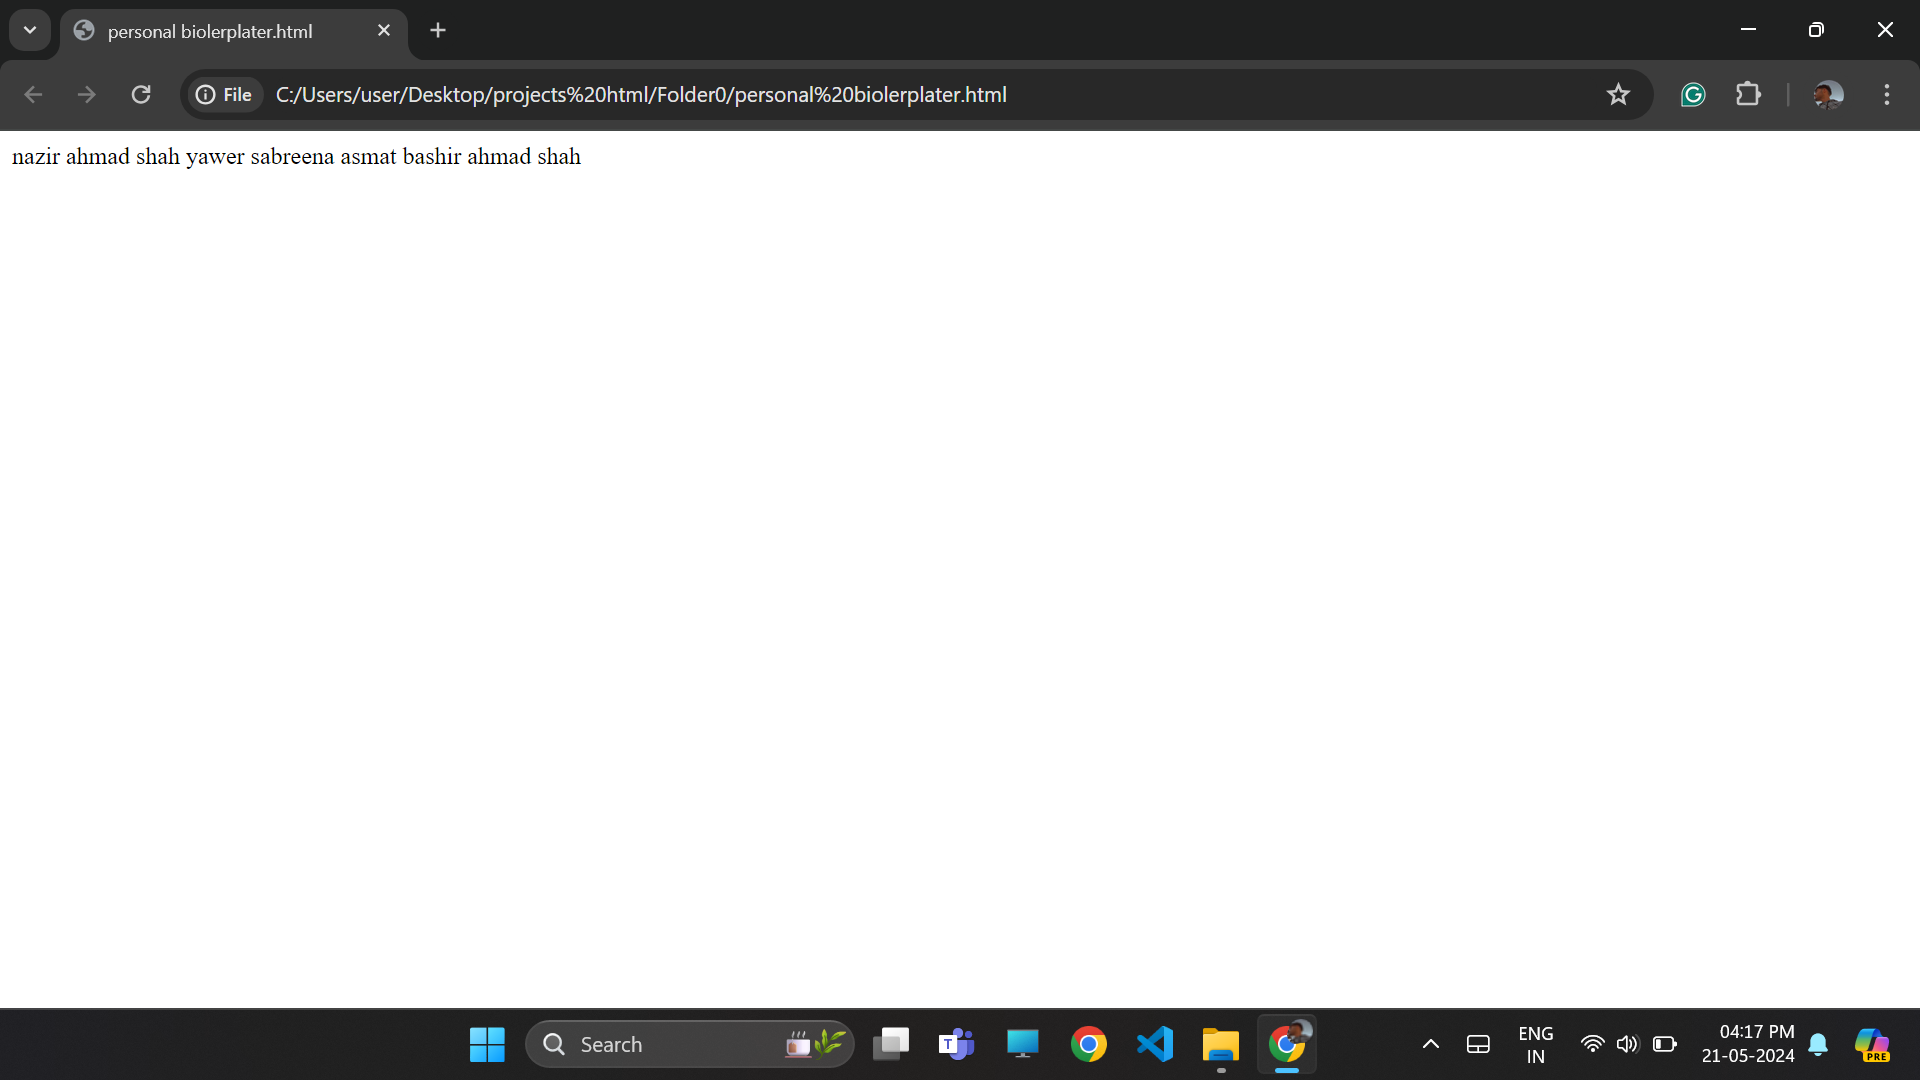 personal biolerplater.html
File
C:/Users/user/Desktop/projects%20html/Folder0/personal%20biolerplater.html
nazir ahmad shah yawer sabreena asmat bashir ahmad shah
Search
T
ENG
IN
04:17 PM
21-05-2024
PRE